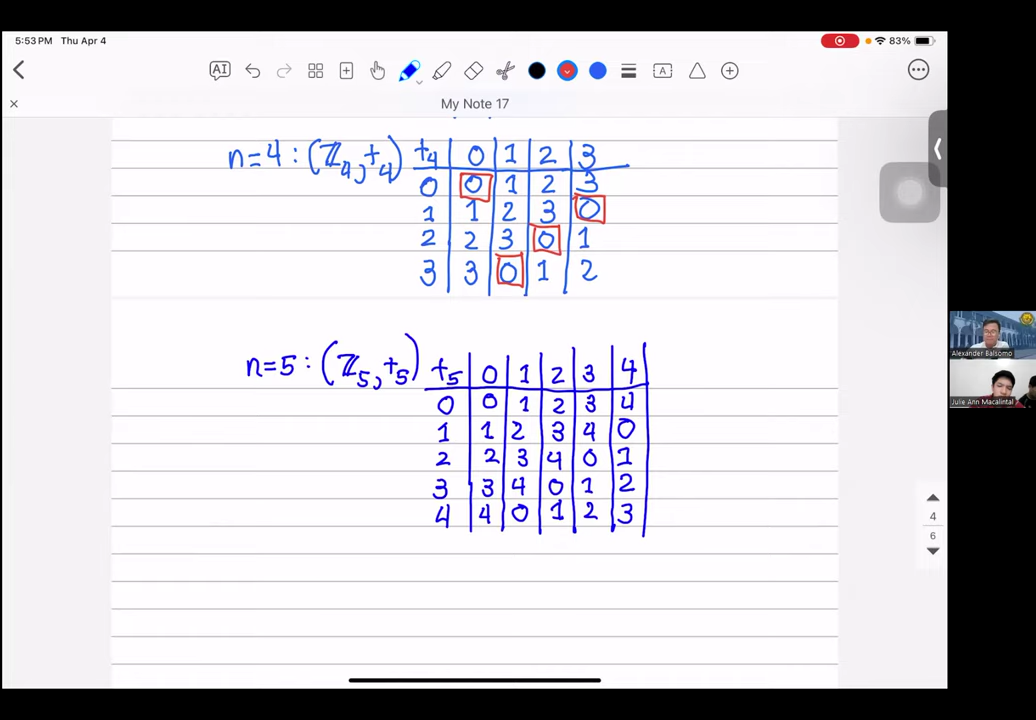 5:53 PM Thu Apr 4
83%
AI
A
My Note 17
n=4 : (ℤ₄, +₄) +₄ 0 1 2 3
0 0 1 2 3
1 1 2 3 0
2 2 3 0 1
3 3 0 1 2
n=5 : (ℤ₅, +₅) +₅ 0 1 2 3 4
0 0 1 2 3 4
1 1 2 3 4 0
2 2 3 4 0 1
3 3 4 0 1 2
4 4 0 1 2 3
Alexander Balsomo
Julie Ann Macalintal
4
6